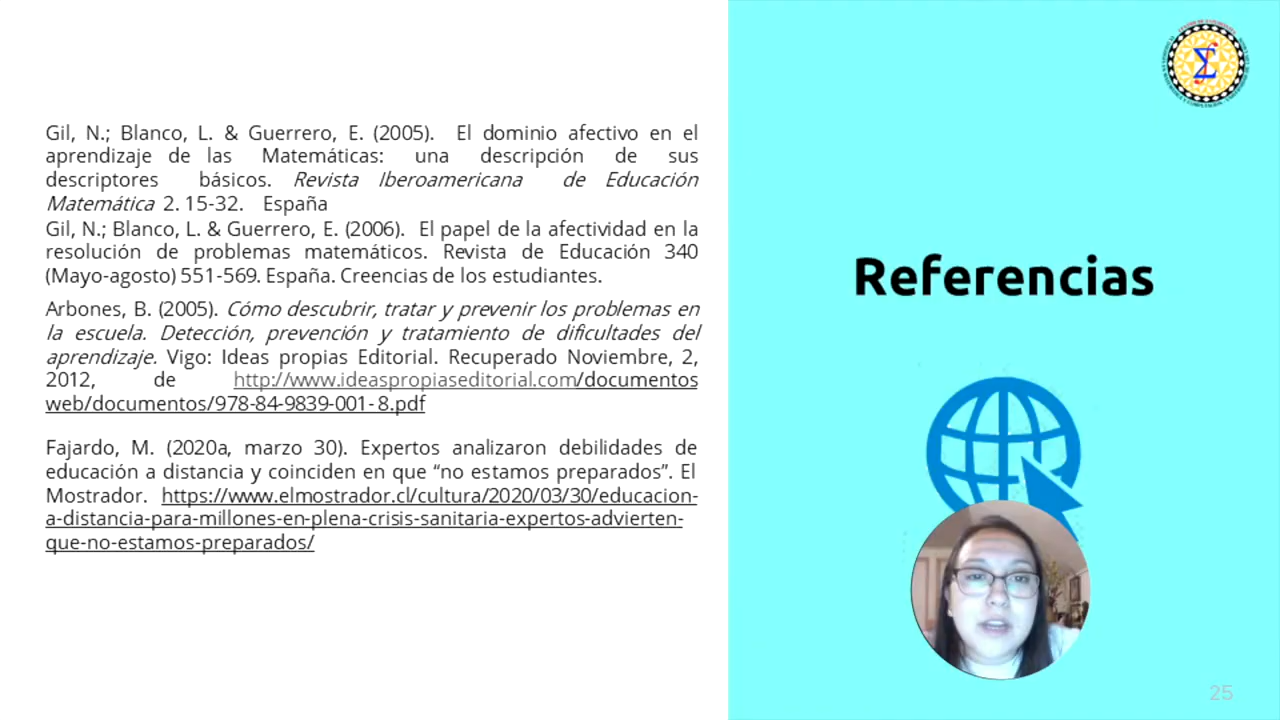 Gil, N.; Blanco, L. & Guerrero, E. (2005). El dominio afectivo en el
aprendizaje de las Matemáticas: una descripción de sus
descriptores básicos. Revista Iberoamericana de Educación
Matemática 2. 15-32. España
Gil, N.; Blanco, L. & Guerrero, E. (2006). El papel de la afectividad en la
resolución de problemas matemáticos. Revista de Educación 340
(Mayo-agosto) 551-569. España. Creencias de los estudiantes.
Arbones, B. (2005). Cómo descubrir, tratar y prevenir los problemas en
la escuela. Detección, prevención y tratamiento de dificultades del
aprendizaje. Vigo: Ideas propias Editorial. Recuperado Noviembre, 2,
2012, de http://www.ideaspropiaseditorial.com/documentos
web/documentos/978-84-9839-001- 8.pdf
Fajardo, M. (2020a, marzo 30). Expertos analizaron debilidades de
educación a distancia y coinciden en que “no estamos preparados”. El
Mostrador. https://www.elmostrador.cl/cultura/2020/03/30/educacion-
a-distancia-para-millones-en-plena-crisis-sanitaria-expertos-advierten-
que-no-estamos-preparados/
Referencias
25